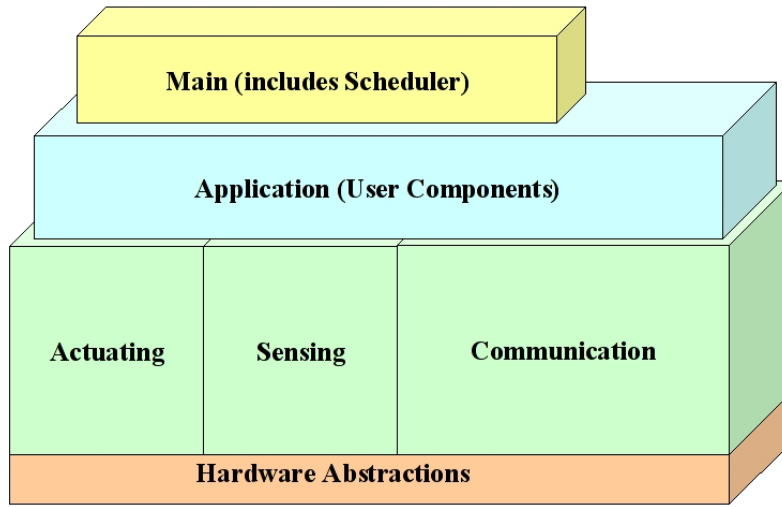 Main (includes Scheduler)
Application (User Components)
Actuating
Sensing
Communication
Hardware Abstractions